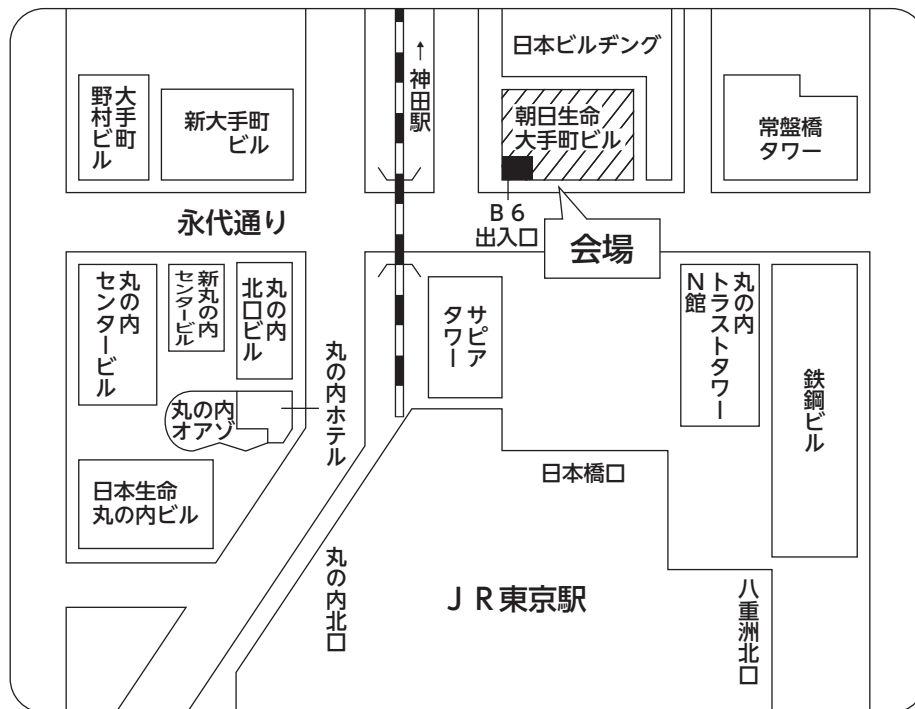 日本ビルヂング
↑神田駅
大手町
野村ビル
新大手町
ビル
朝日生命
大手町ビル
常盤橋
タワー
B6
出入口
永代通り
会場
丸の内
センタービル
新丸の内
センタービル
丸の内
北口ビル
サピア
タワー
丸の内
トラストタワー
N館
鉄鋼ビル
丸の内ホテル
丸の内
オアゾ
日本橋口
日本生命
丸の内ビル
丸の内北口
JR東京駅
八重洲北口